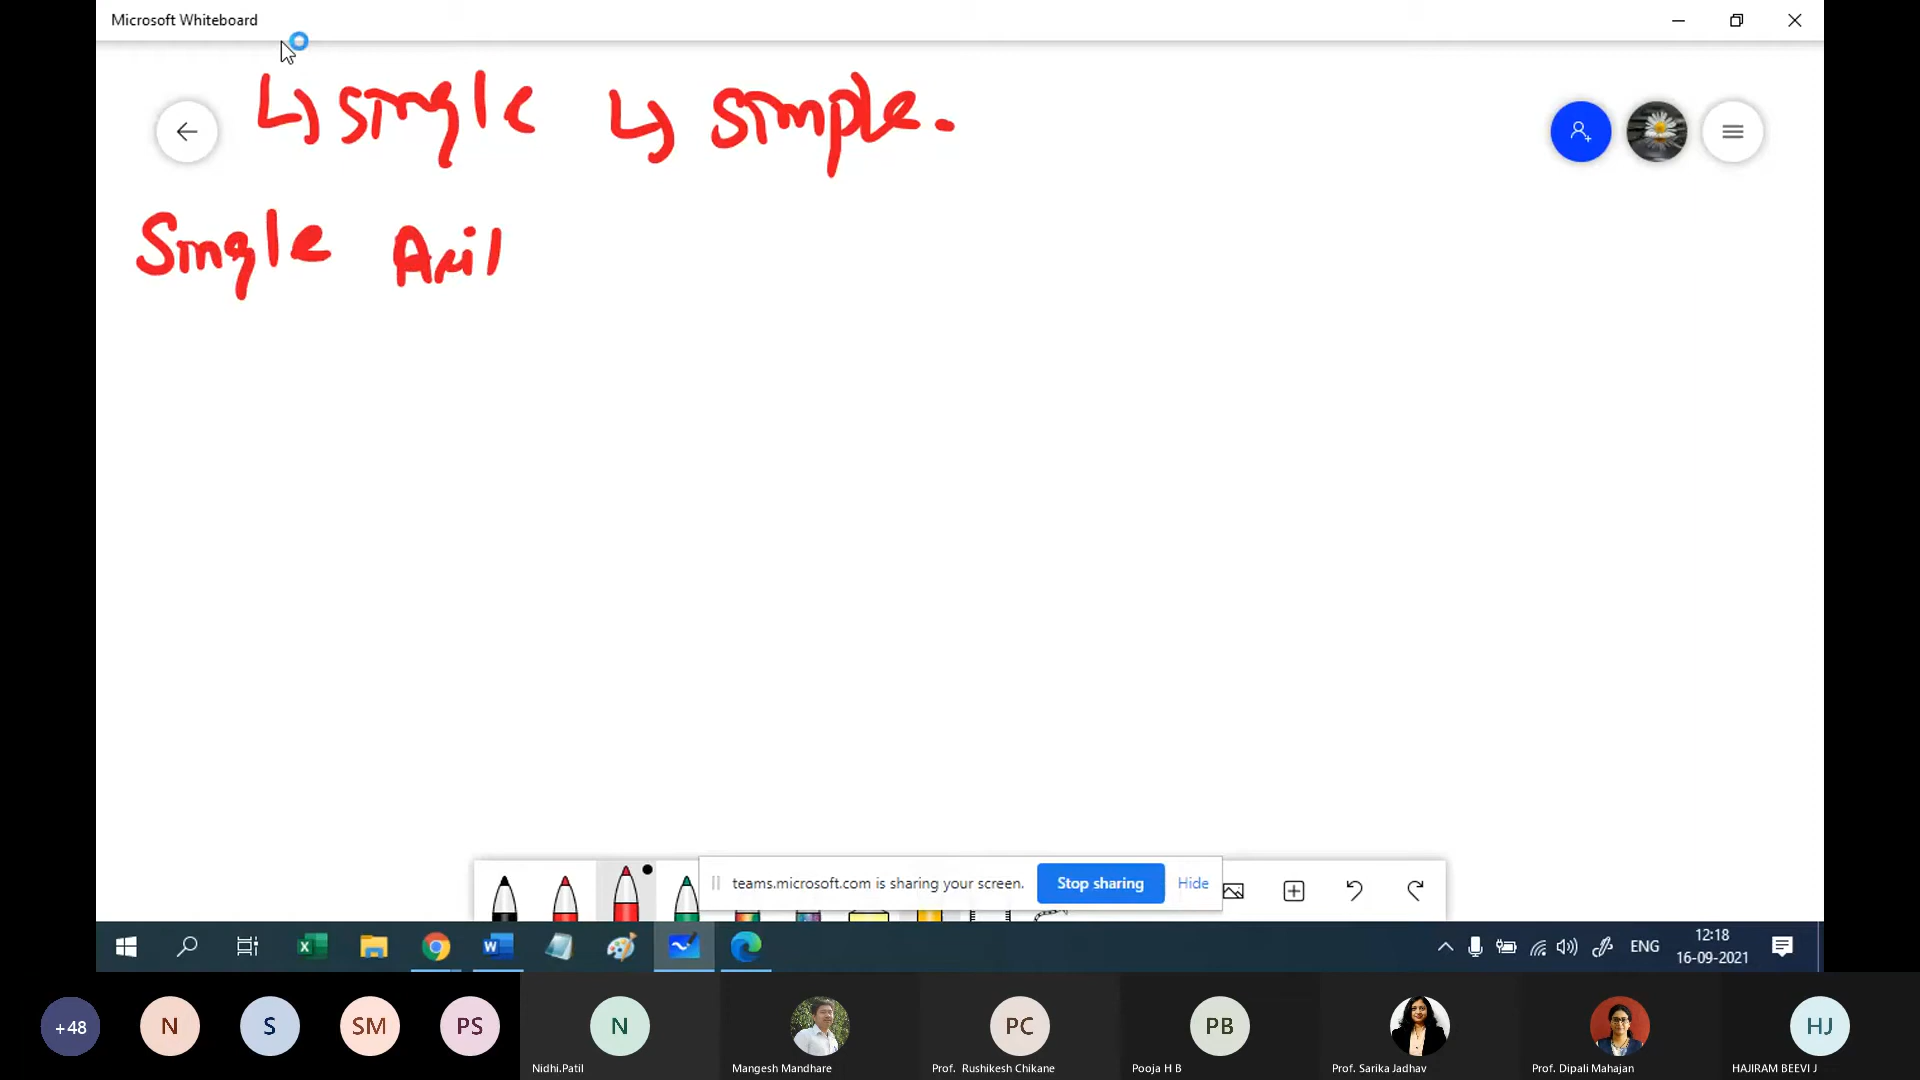 Microsoft Whiteboard
↳ single ↳ simple.
Single
teams.microsoft.com is sharing your screen. Stop sharing Hide
ENG
12:18
16-09-2021
+48 N S SM PS N PC PB HJ
Nidhi.Patil Mangesh Mandhare Prof. Rushikesh Chikane Pooja H B Prof. Sarika Jadhav Prof. Dipali Mahajan HAJIRAM BEEVI J